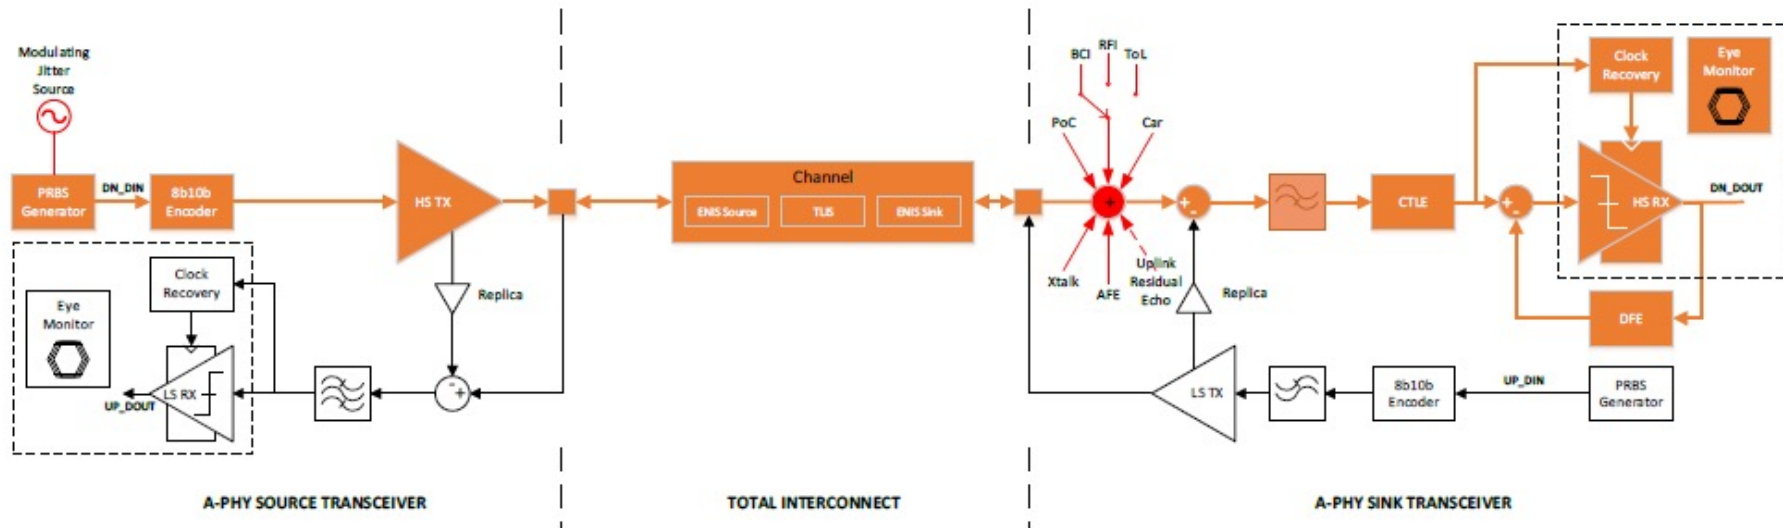 Modulating
Jitter
Source
PRBS
Generator
DN_DIN
8b10b
Encoder
HS TX
Replica
Clock
Recovery
Eye
Monitor
LS RX
UP_DOUT
-
+
Channel
ENIS Source
TLIS
ENIS Sink
BCI
RFI
ToL
PoC
Car
+
Xtalk
AFE
Uplink
Residual
Echo
+
-
Replica
CTLE
+
-
Clock
Recovery
Eye
Monitor
HS RX
DN_DOUT
DFE
LS TX
8b10b
Encoder
UP_DIN
PRBS
Generator
A-PHY SOURCE TRANSCEIVER
TOTAL INTERCONNECT
A-PHY SINK TRANSCEIVER